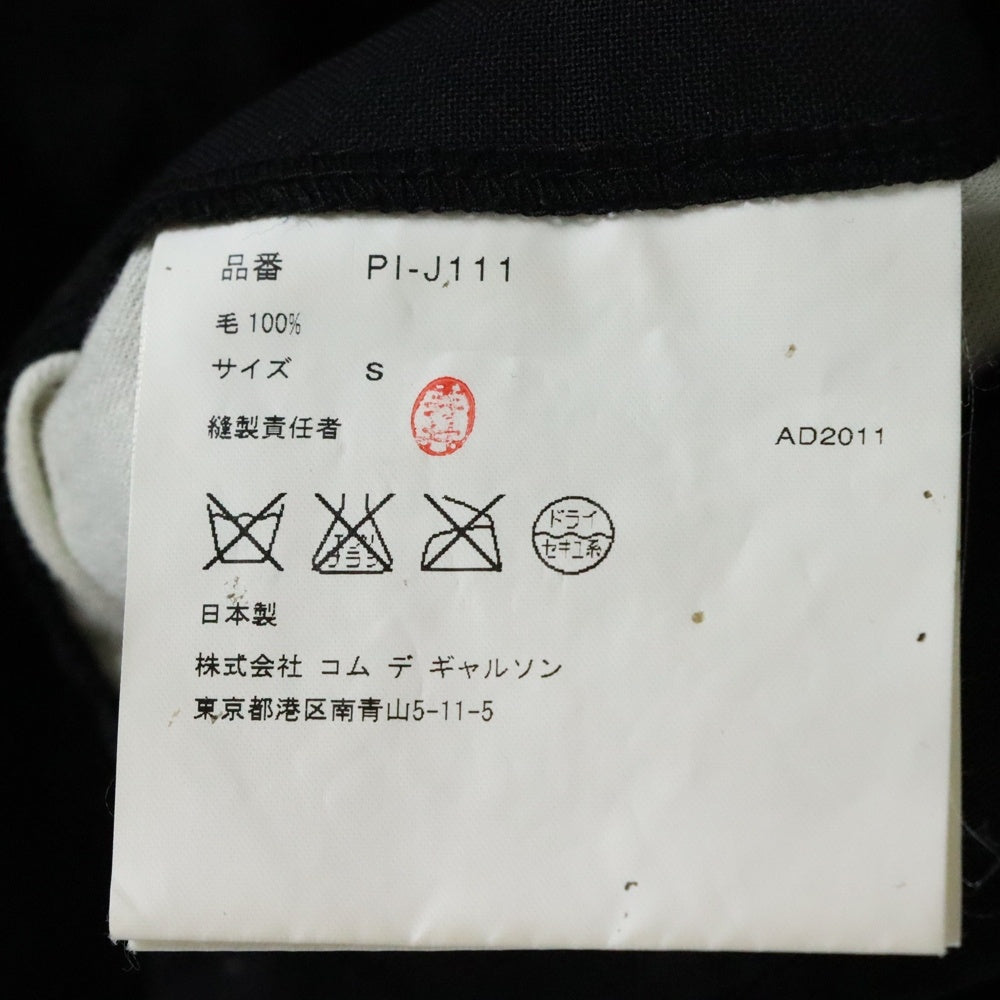 品番 PI-J111
毛 100%
サイズ S
縫製責任者
AD2011
ドライ
セキユ系
日本製
株式会社 コム デ ギャルソン
東京都港区南青山5-11-5